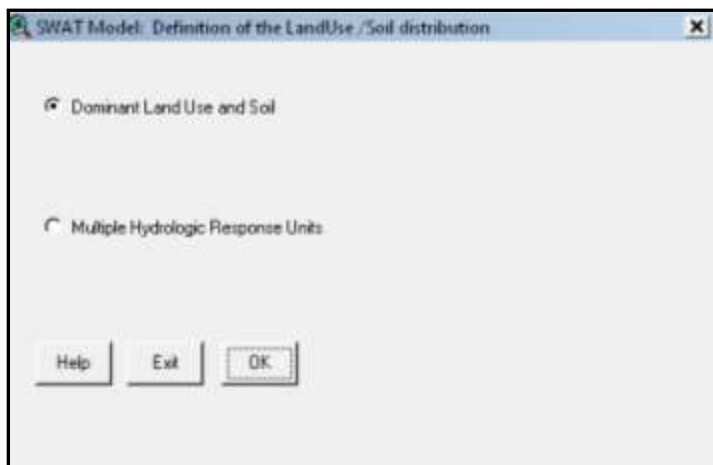 SWAT Model: Definition of the LandUse /Soil distribution
Dominant Land Use and Soil
Multiple Hydrologic Response Units
Help Exit OK